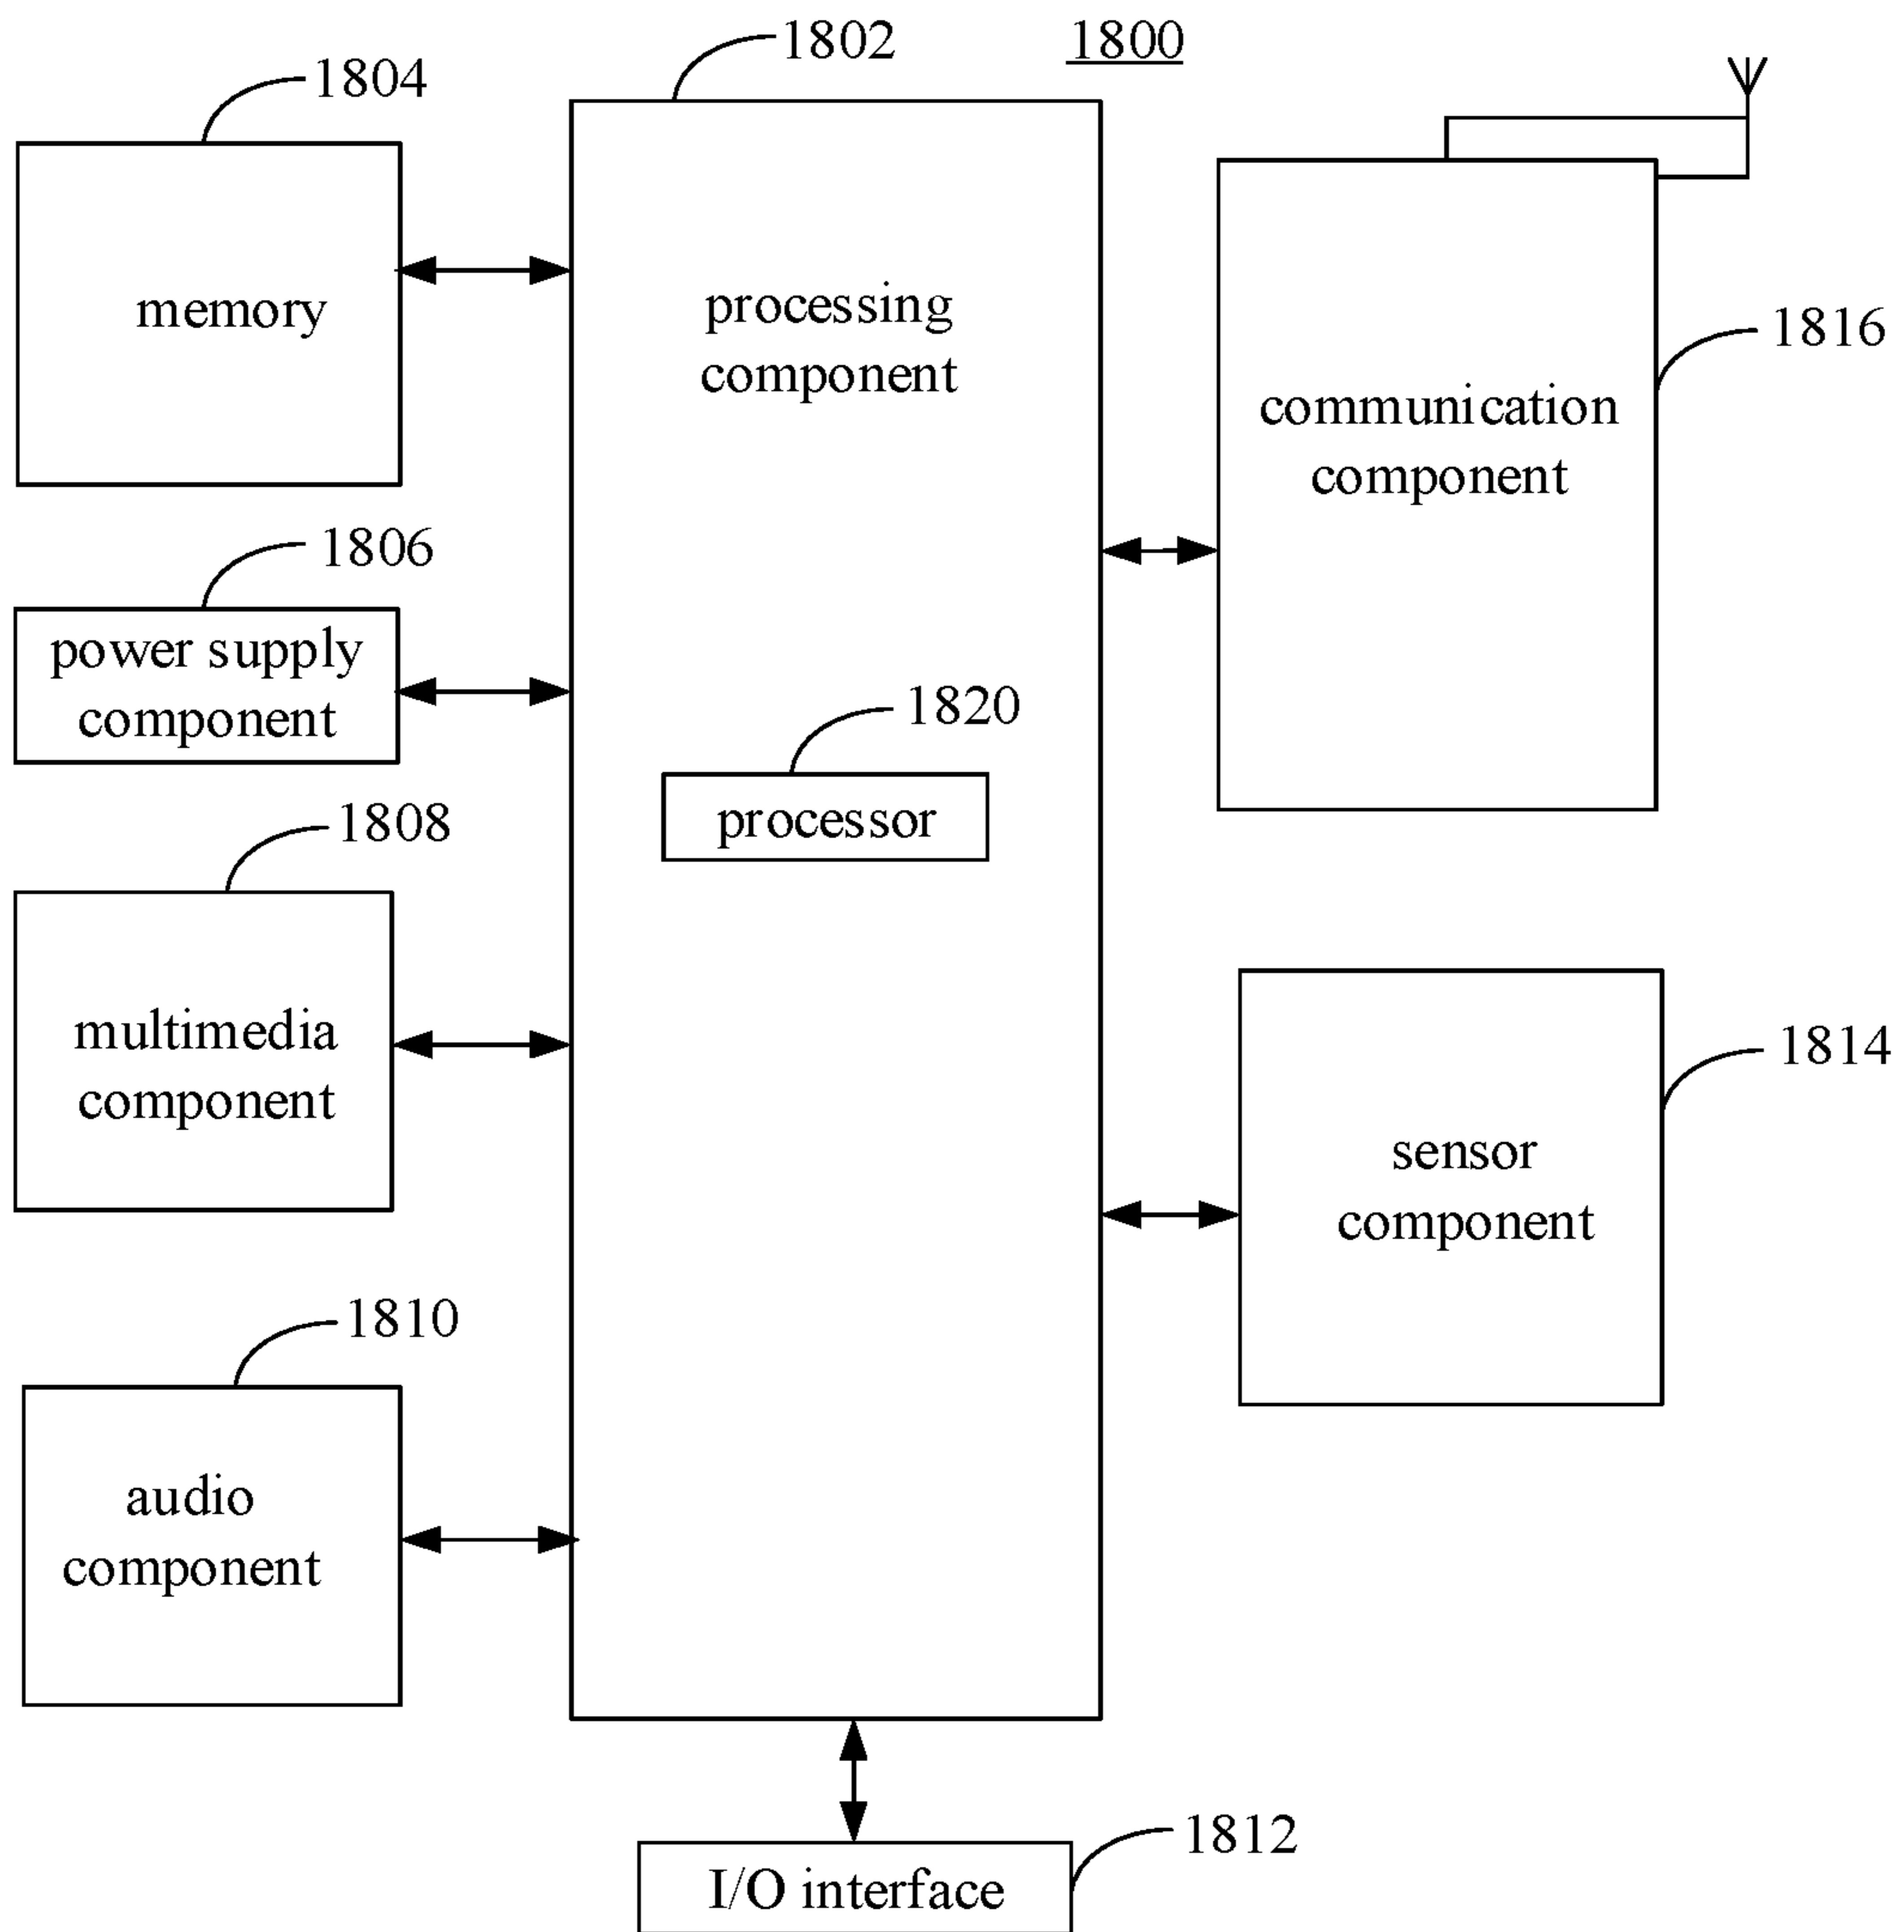 1802
1800
1804
memory
processing
component
1816
communication
component
1806
power supply
component
1820
processor
1808
multimedia
component
1814
sensor
component
1810
audio
component
1812
I/O interface